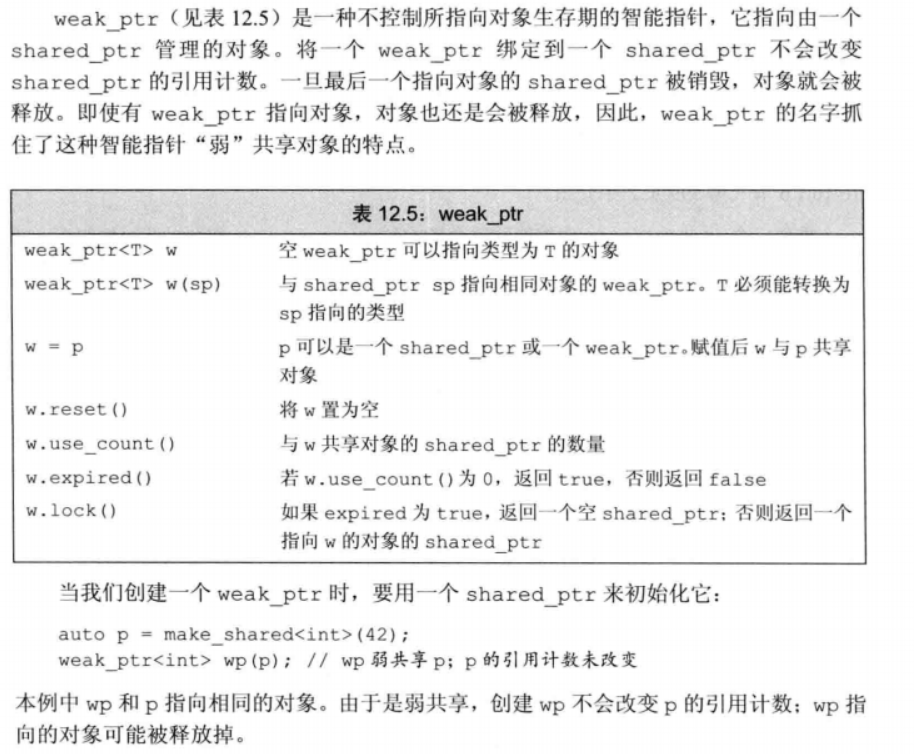 weak_ptr（见表 12.5）是一种不控制所指向对象生存期的智能指针，它指向由一个
shared_ptr 管理的对象。将一个 weak_ptr 绑定到一个 shared_ptr 不会改变
shared_ptr 的引用计数。一旦最后一个指向对象的 shared_ptr 被销毁，对象就会被
释放。即使有 weak_ptr 指向对象，对象也还是会被释放，因此，weak_ptr 的名字抓
住了这种智能指针“弱”共享对象的特点。
表 12.5：weak_ptr
weak_ptr<T> w 空 weak_ptr 可以指向类型为 T 的对象
weak_ptr<T> w(sp) 与 shared_ptr sp 指向相同对象的 weak_ptr。T 必须能转换为
sp 指向的类型
w = p p 可以是一个 shared_ptr 或一个 weak_ptr。赋值后 w 与 p 共享
对象
w.reset() 将 w 置为空
w.use_count() 与 w 共享对象的 shared_ptr 的数量
w.expired() 若 w.use_count()为 0，返回 true，否则返回 false
w.lock() 如果 expired 为 true，返回一个空 shared_ptr；否则返回一个
指向 w 的对象的 shared_ptr
当我们创建一个 weak_ptr 时，要用一个 shared_ptr 来初始化它：
auto p = make_shared<int>(42);
weak_ptr<int> wp(p); // wp 弱共享 p；p 的引用计数未改变
本例中 wp 和 p 指向相同的对象。由于是弱共享，创建 wp 不会改变 p 的引用计数；wp 指
向的对象可能被释放掉。